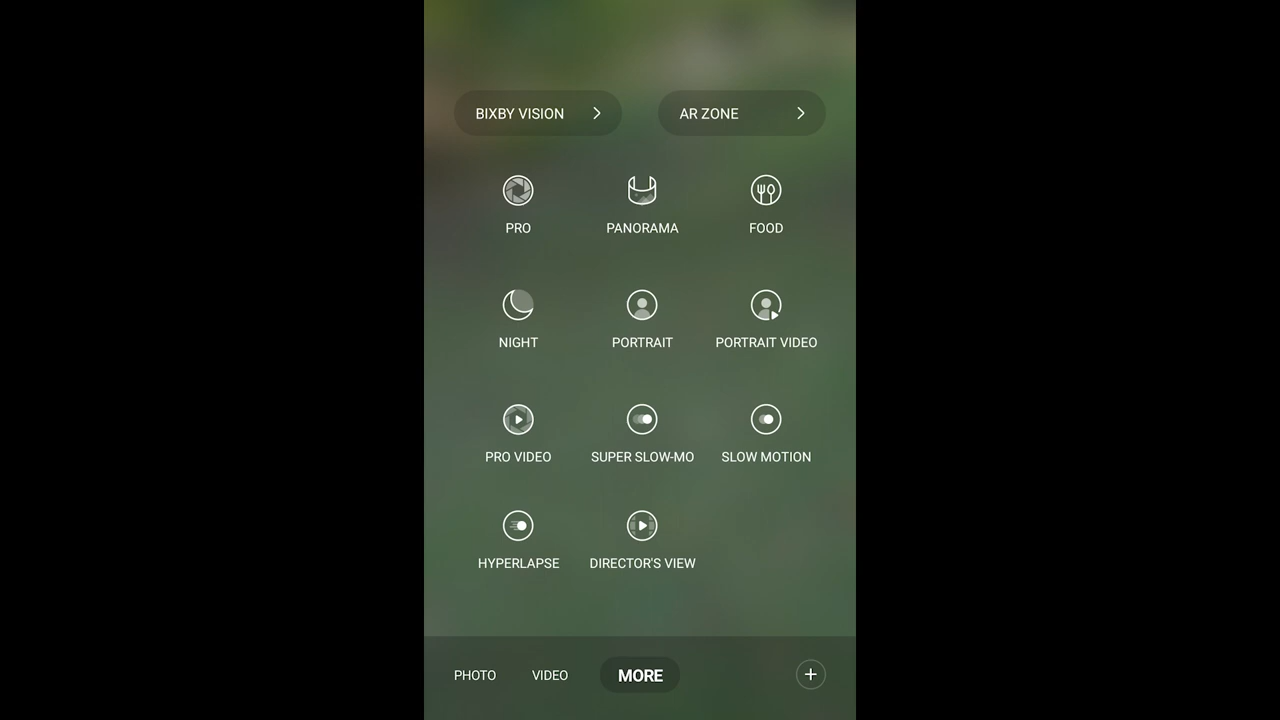 BIXBY VISION
AR ZONE
PRO
PANORAMA
FOOD
NIGHT
PORTRAIT
PORTRAIT VIDEO
PRO VIDEO
SUPER SLOW-MO
SLOW MOTION
HYPERLAPSE
DIRECTOR'S VIEW
PHOTO
VIDEO
MORE